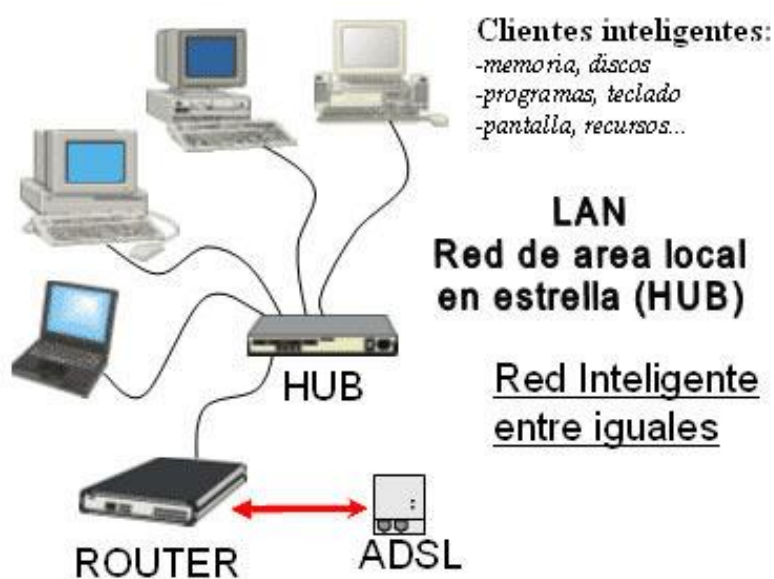 Clientes inteligentes:
-memoria, discos
-programas, teclado
-pantalla, recursos...
LAN
Red de area local
en estrella (HUB)
HUB
Red Inteligente
entre iguales
ROUTER
ADSL